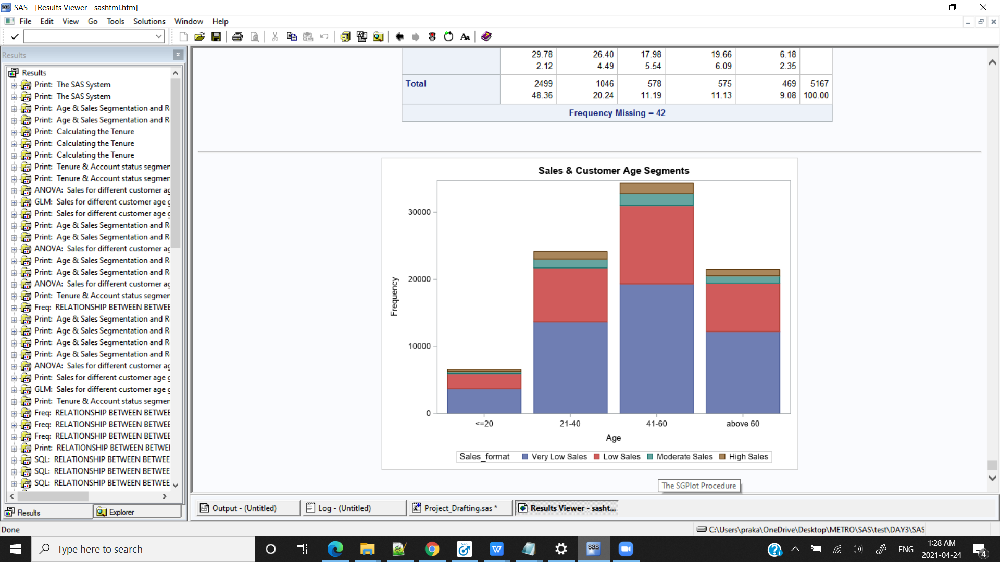 SAS - [Results Viewer - sashtml.htm]
File Edit View Go Tools Solutions Window Help
Results
Results
Print: The SAS System
Print: The SAS System
Print: Age & Sales Segmentation and R
Print: Age & Sales Segmentation and R
Print: Calculating the Tenure
Print: Calculating the Tenure
Print: Calculating the Tenure
Print: Tenure & Account status segmer
Print: Tenure & Account status segmer
ANOVA: Sales for different customer ag
GLM: Sales for different customer age g
Print: Sales for different customer age g
Print: Age & Sales Segmentation and R
Print: Age & Sales Segmentation and R
ANOVA: Sales for different customer ag
Print: Age & Sales Segmentation and R
Print: Age & Sales Segmentation and R
ANOVA: Sales for different customer ag
Print: Tenure & Account status segmer
Freq: RELATIONSHIP BETWEEN BETWEE
Print: Age & Sales Segmentation and R
Print: Age & Sales Segmentation and R
Print: Age & Sales Segmentation and R
Print: Age & Sales Segmentation and R
ANOVA: Sales for different customer ag
Print: Sales for different customer age g
GLM: Sales for different customer age g
Print: Tenure & Account status segmer
Freq: RELATIONSHIP BETWEEN BETWEE
Freq: RELATIONSHIP BETWEEN BETWEE
Freq: RELATIONSHIP BETWEEN BETWEE
Print: RELATIONSHIP BETWEEN BETWEI
SQL: RELATIONSHIP BETWEEN BETWEE
SQL: RELATIONSHIP BETWEEN BETWEE
SQL: RELATIONSHIP BETWEEN BETWEE
Results Explorer
29.78 26.40 17.98 19.66 6.18
2.12 4.49 5.54 6.09 2.35
Total 2499 1046 578 575 469 5167
48.36 20.24 11.19 11.13 9.08 100.00
Frequency Missing = 42
Sales & Customer Age Segments
30000
20000
10000
0
Frequency
<=20 21-40 41-60 above 60
Age
Sales_format Very Low Sales Low Sales Moderate Sales High Sales
The SGPlot Procedure
Output - (Untitled) Log - (Untitled) Project_Drafting.sas * Results Viewer - sasht...
Done
C:\Users\praka\OneDrive\Desktop\METRO\SAS\test\DAY3\SAS
Type here to search
SAS
sas
ENG
1:28 AM
2021-04-24
4